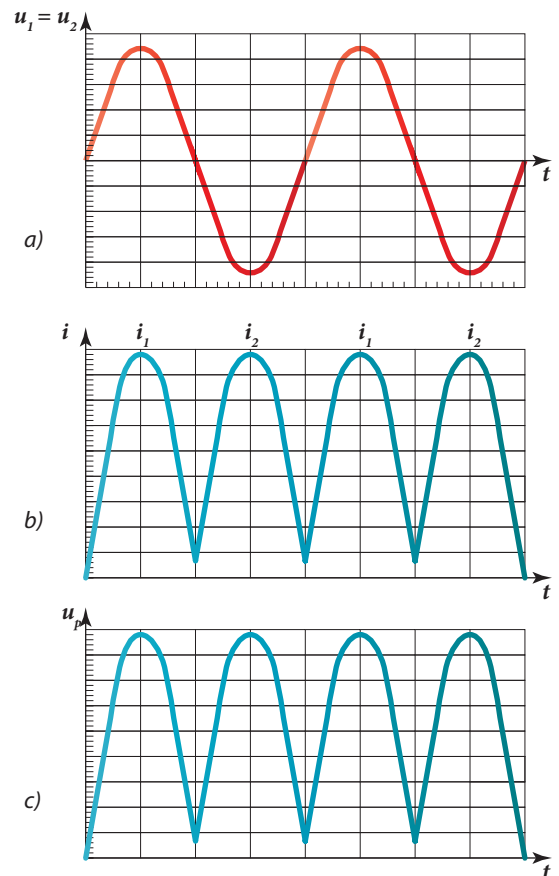 u₁ = u₂
t
a)
i i₁ i₂ i₁ i₂
b)
t
uₚ
c)
t